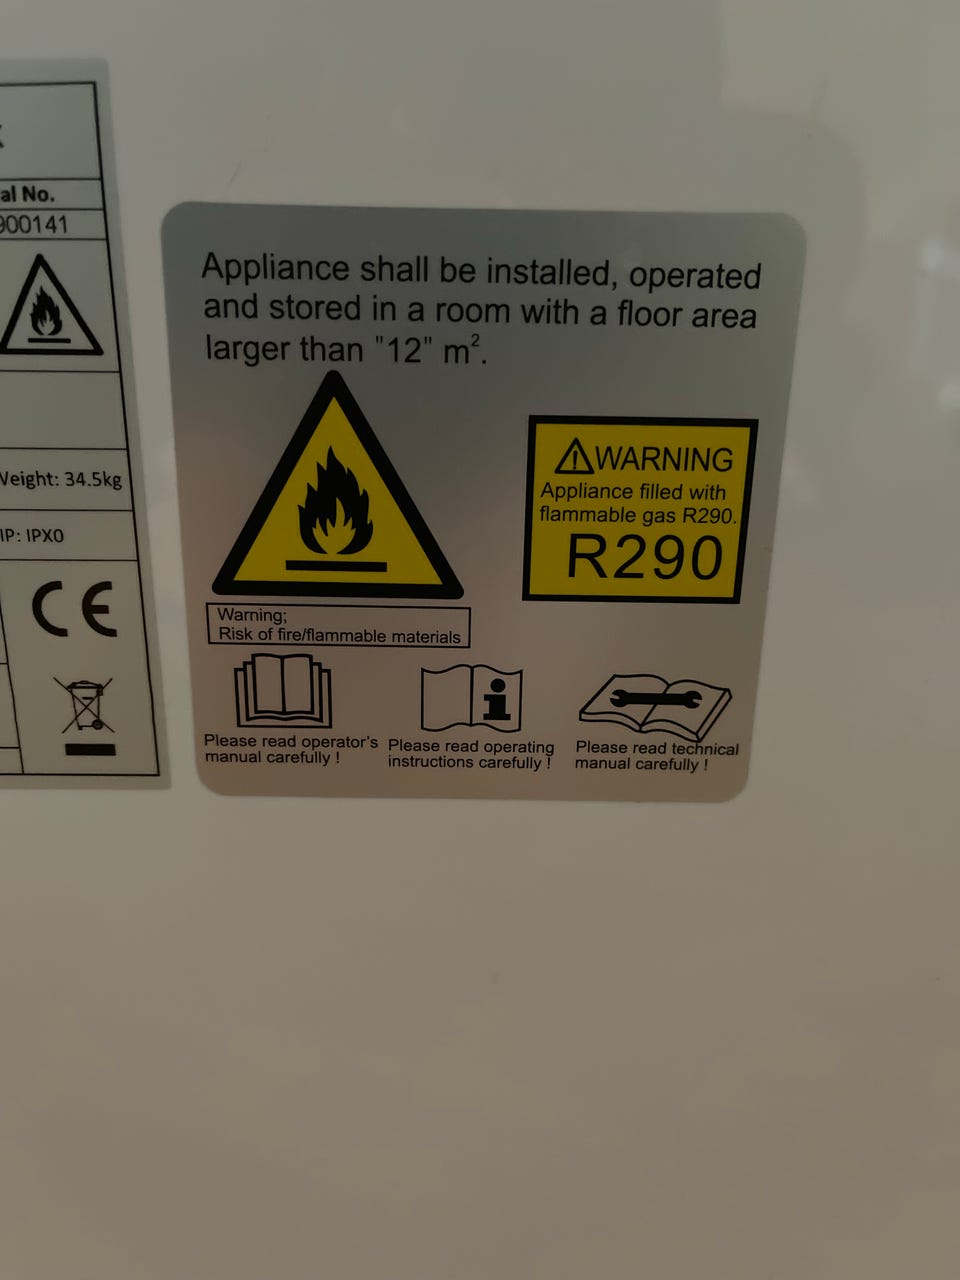 al No.
900141
Weight: 34.5kg
IP: IPX0
CE
Appliance shall be installed, operated
and stored in a room with a floor area
larger than "12" m².
WARNING
Appliance filled with
flammable gas R290.
R290
Warning;
Risk of fire/flammable materials
Please read operator's
manual carefully !
Please read operating
instructions carefully !
Please read technical
manual carefully !